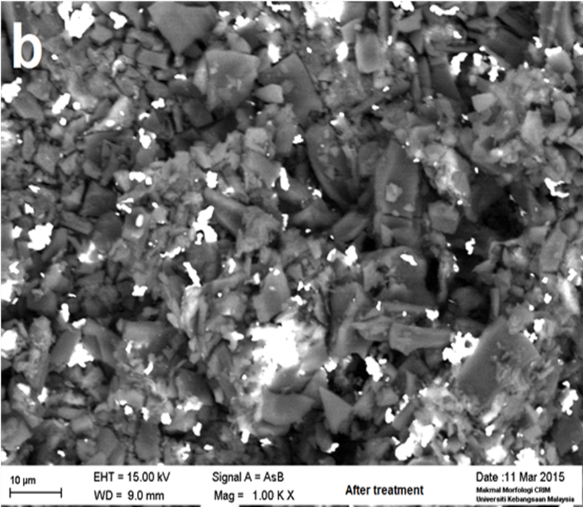 b
10 µm
EHT = 15.00 kV
Signal A = AsB
Date :11 Mar 2015
WD = 9.0 mm
Mag = 1.00 K X
After treatment
Makmal Morfologi CRIM
Universiti Kebangsaan Malaysia